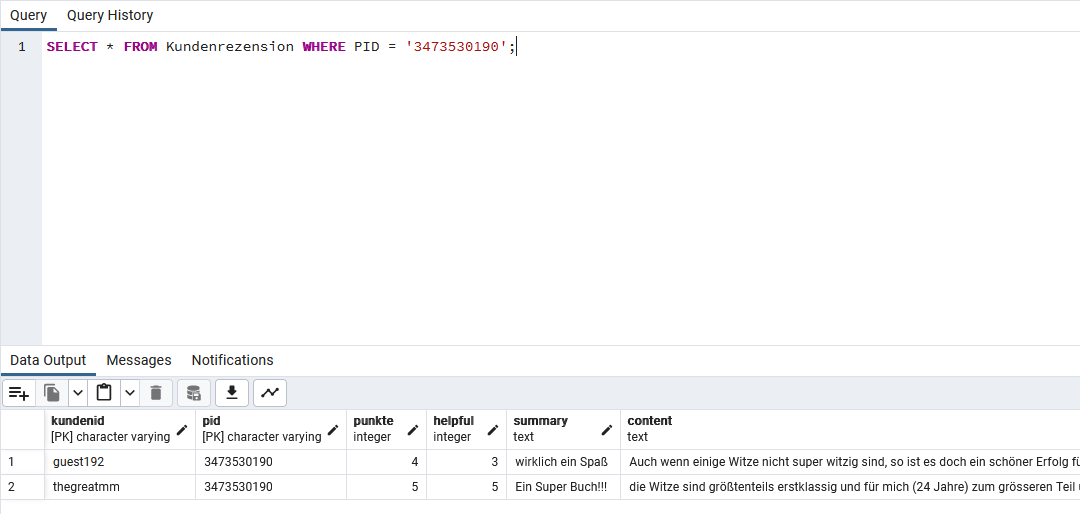 Query Query History
1 SELECT * FROM Kundenrezension WHERE PID = '3473530190';
Data Output Messages Notifications
kundenid pid punkte helpful summary content
[PK] character varying [PK] character varying integer integer text text
1 guest192 3473530190 4 3 wirklich ein Spaß Auch wenn einige Witze nicht super witzig sind, so ist es doch ein schöner Erfolg
2 thegreatmm 3473530190 5 5 Ein Super Buch!!! die Witze sind größtenteils erstklassig und für mich (24 Jahre) zum grösseren Teil